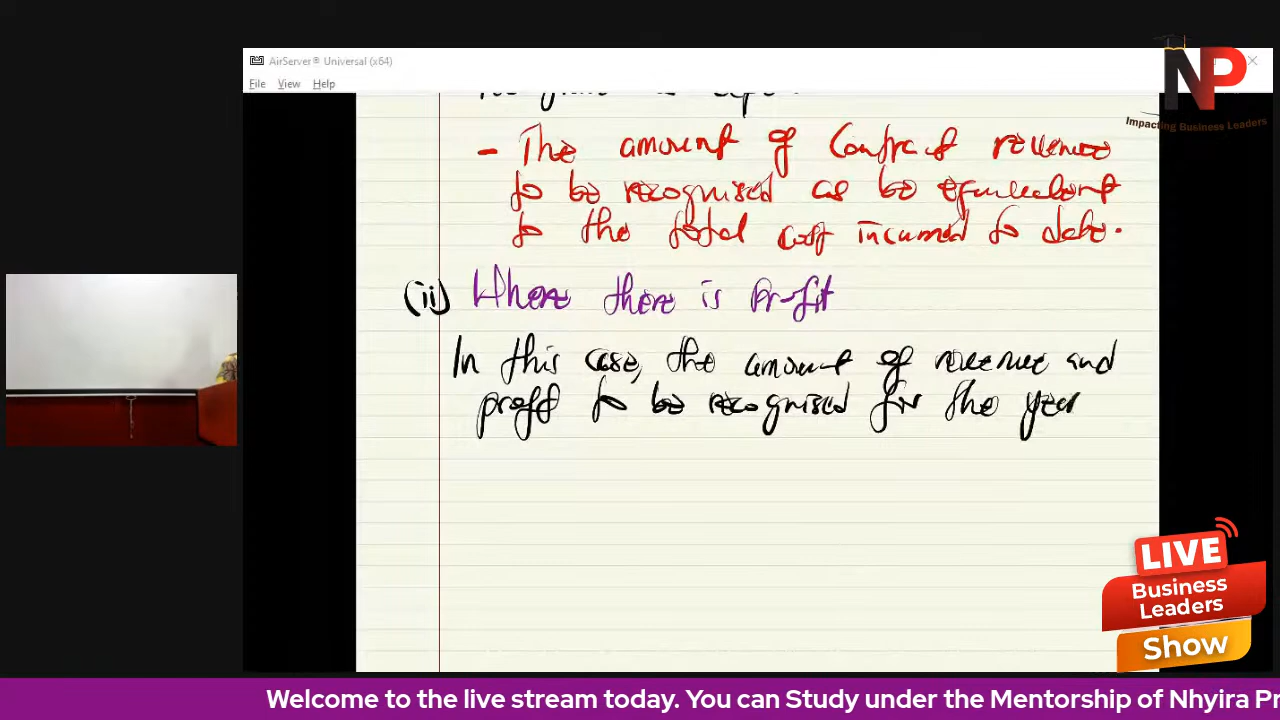 AirServer® Universal (x64)
File View Help
NP
Impacting Business Leaders
- The amount of Contract revenue
to be recognised as be equivalent
to the total cost incurred to date.
(ii) Where there is Profit
In this case, the amount of revenue and
profit to be recognised for the year
LIVE
Business
Leaders
Show
Welcome to the live stream today. You can Study under the Mentorship of Nhyira Pr